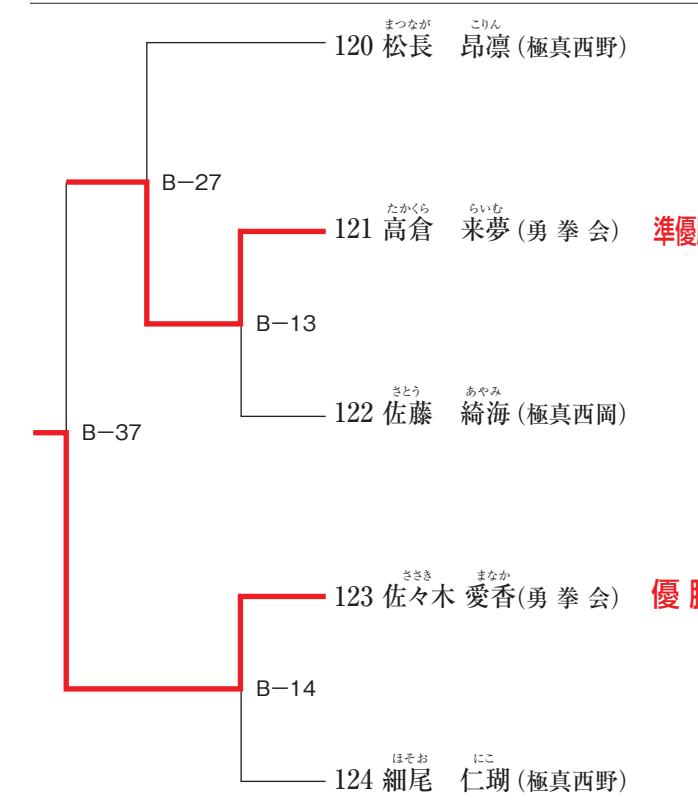 まつなが こりん
120 松長 昂凛 (極真西野)
B−27
たかくら らいむ
121 高倉 来夢 (勇 拳 会) 準優
B−13
さとう あやみ
122 佐藤 綺海 (極真西岡)
B−37
ささき まなか
123 佐々木 愛香 (勇 拳 会) 優
B−14
ほそお にこ
124 細尾 仁瑚 (極真西野)